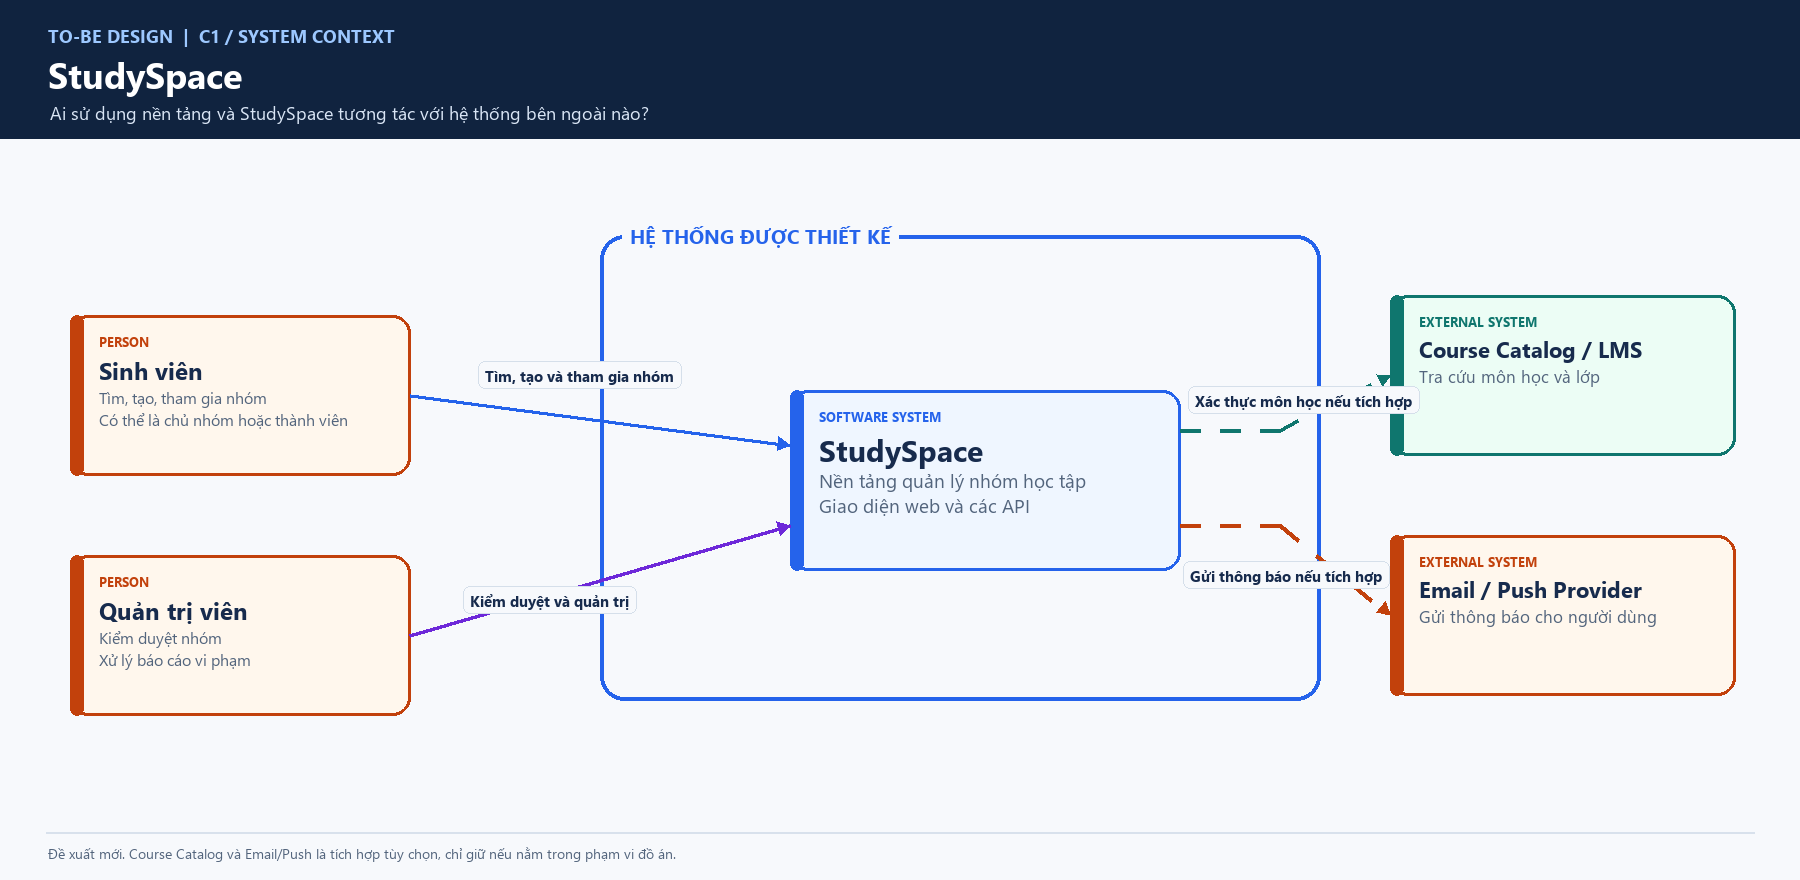 TO-BE DESIGN | C1 / SYSTEM CONTEXT
StudySpace
Ai sử dụng nền tảng và StudySpace tương tác với hệ thống bên ngoài nào?
HỆ THỐNG ĐƯỢC THIẾT KẾ
PERSON
Sinh viên
Tìm, tạo, tham gia nhóm
Có thể là chủ nhóm hoặc thành viên
Tìm, tạo và tham gia nhóm
PERSON
Quản trị viên
Kiểm duyệt nhóm
Xử lý báo cáo vi phạm
Kiểm duyệt và quản trị
SOFTWARE SYSTEM
StudySpace
Nền tảng quản lý nhóm học tập
Giao diện web và các API
Xác thực môn học nếu tích hợp
Gửi thông báo nếu tích hợp
EXTERNAL SYSTEM
Course Catalog / LMS
Tra cứu môn học và lớp
EXTERNAL SYSTEM
Email / Push Provider
Gửi thông báo cho người dùng
Đề xuất mới. Course Catalog và Email/Push là tích hợp tùy chọn, chỉ giữ nếu nằm trong phạm vi đồ án.